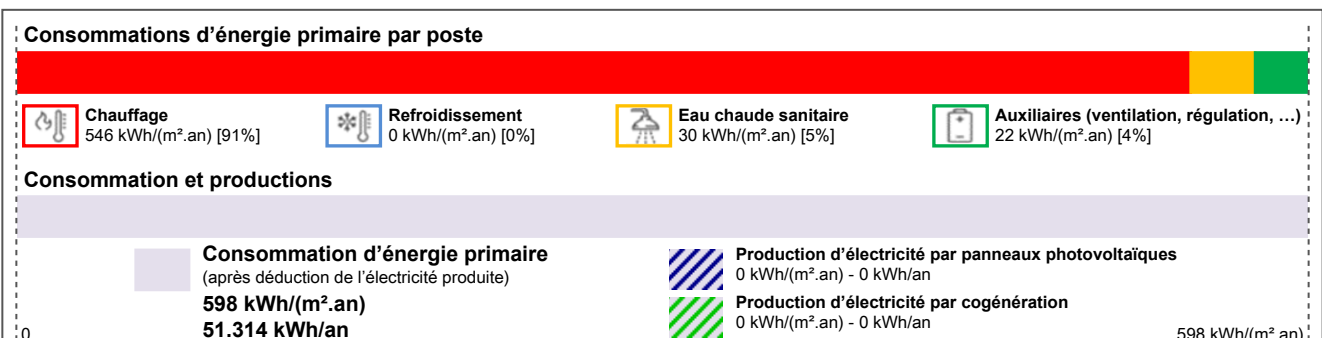 Consommations d'énergie primaire par poste
Chauffage
546 kWh/(m².an) [91%]
Refroidissement
0 kWh/(m².an) [0%]
Eau chaude sanitaire
30 kWh/(m².an) [5%]
Auxiliaires (ventilation, régulation, …)
22 kWh/(m².an) [4%]
Consommation et productions
Consommation d'énergie primaire
(après déduction de l'électricité produite)
598 kWh/(m².an)
51.314 kWh/an
Production d'électricité par panneaux photovoltaïques
0 kWh/(m².an) - 0 kWh/an
Production d'électricité par cogénération
0 kWh/(m².an) - 0 kWh/an
0
598 kWh/(m².an)